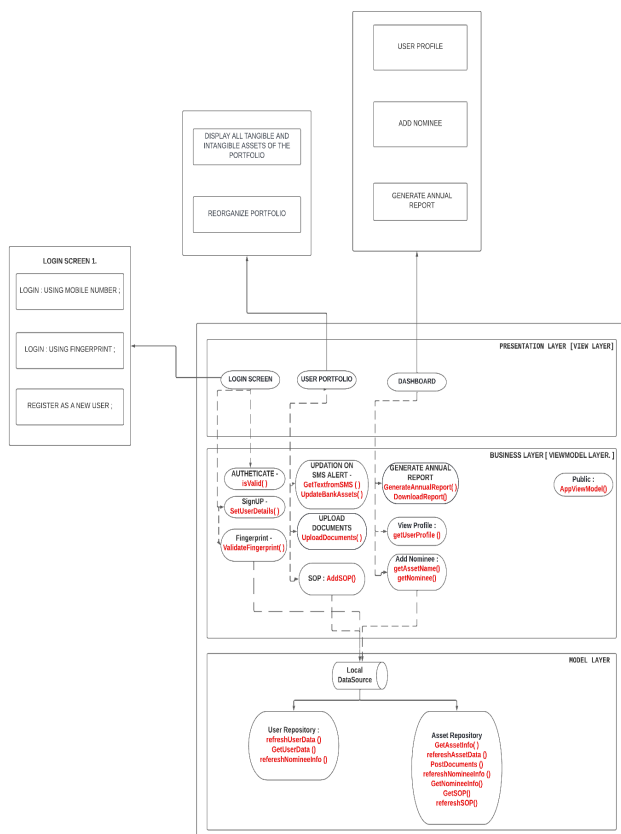 USER PROFILE
ADD NOMINEE
GENERATE ANNUAL
REPORT
DISPLAY ALL TANGIBLE AND
INTANGIBLE ASSETS OF THE
PORTFOLIO
REORGANIZE PORTFOLIO
LOGIN SCREEN 1.
LOGIN : USING MOBILE NUMBER ;
LOGIN : USING FINGERPRINT ;
REGISTER AS A NEW USER ;
PRESENTATION LAYER [VIEW LAYER]
LOGIN SCREEN
USER PORTFOLIO
DASHBOARD
BUSINESS LAYER [ VIEWMODEL LAYER. ]
AUTHETICATE -
isValid( )
SignUP -
SetUserDetails( )
Fingerprint -
ValidateFingerprint( )
UPDATION ON
SMS ALERT -
GetTextfromSMS ( )
UpdateBankAssets( )
UPLOAD
DOCUMENTS
UploadDocuments( )
SOP : AddSOP()
GENERATE ANNUAL
REPORT
GenerateAnnualReport( )
DownloadReport()
View Profile :
getUserProfile ()
Add Nominee :
getAssetName()
getNominee()
Public :
AppViewModel()
MODEL LAYER
Local
DataSource
User Repository :
refreshUserData ()
GetUserData ()
refereshNomineeInfo ()
Asset Repository
GetAssetInfo( )
refereshAssetData ()
PostDocuments ()
refereshNomineeInfo ()
GetNomineeInfo()
GetSOP()
refereshSOP()